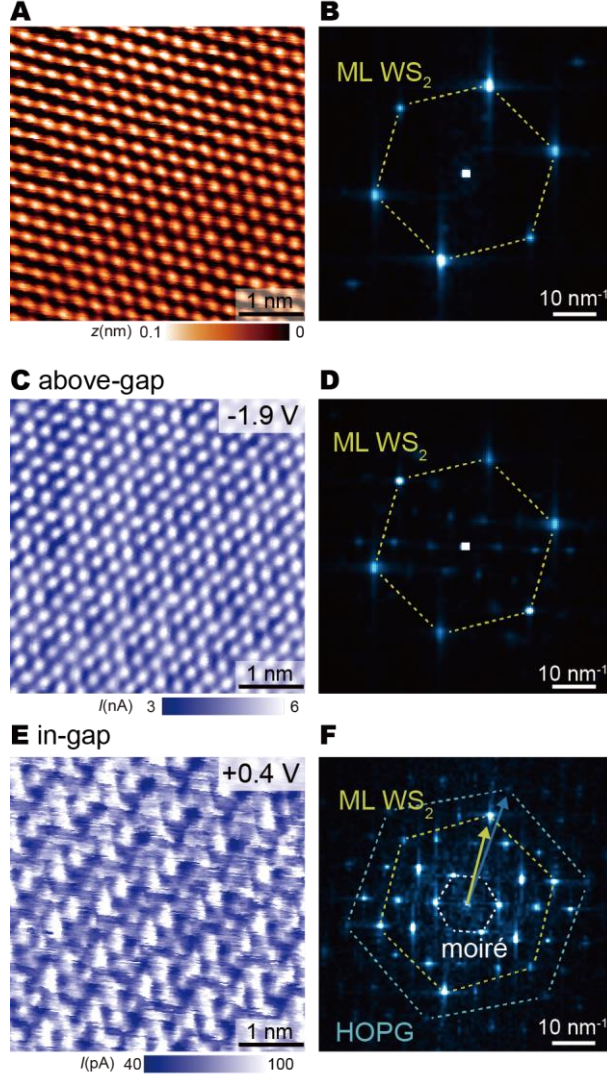 A
1 nm
z(nm) 0.1 0
B
ML WS₂
10 nm⁻¹
C above-gap
-1.9 V
1 nm
I(nA) 3 6
D
ML WS₂
10 nm⁻¹
E in-gap
+0.4 V
1 nm
I(pA) 40 100
F
ML WS₂
moiré
HOPG
10 nm⁻¹